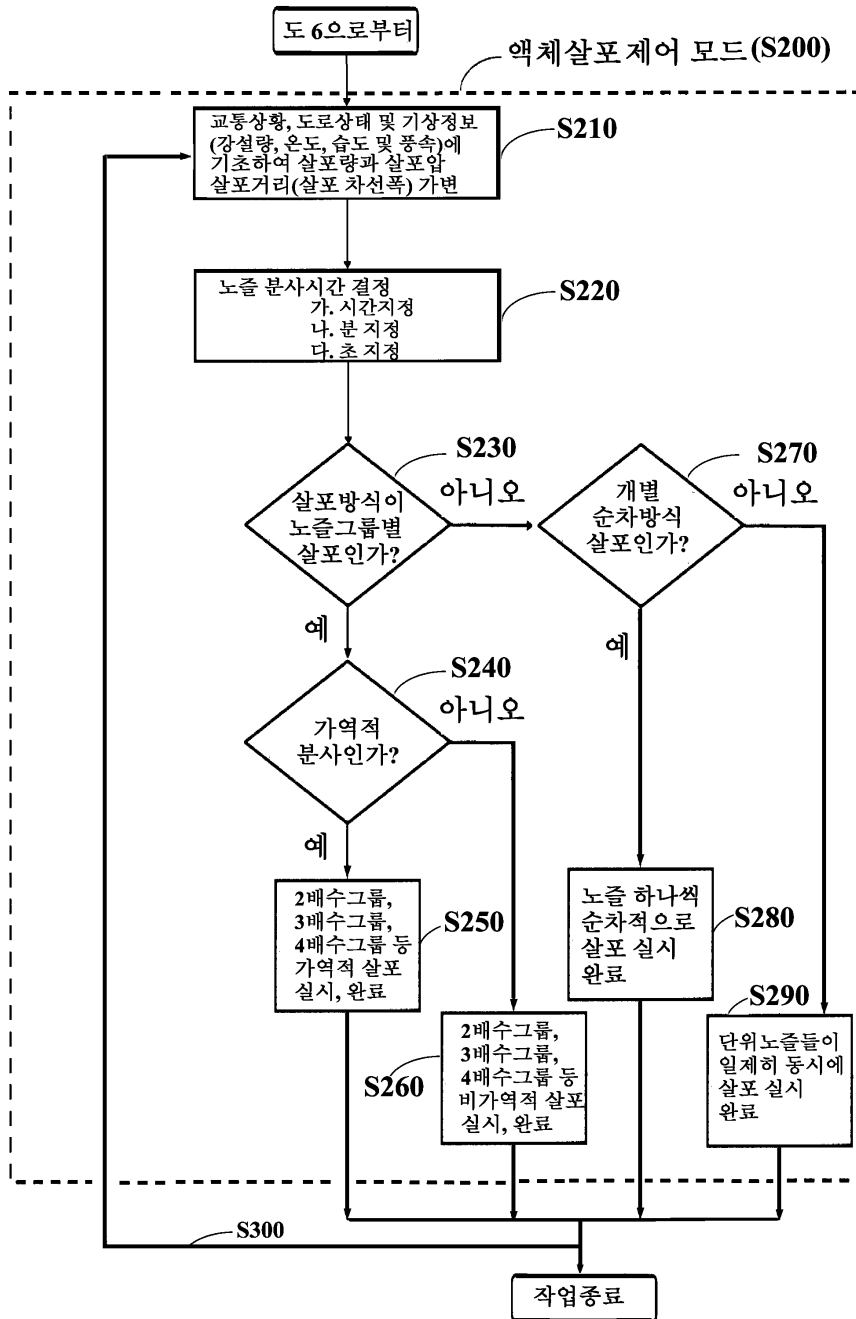 도 6으로부터
액체살포 제어 모드(S200)
교통상황, 도로상태 및 기상정보
(강설량, 온도, 습도 및 풍속)에
기초하여 살포량과 살포압
살포거리(살포 차선폭) 가변
S210
노즐 분사시간 결정
가. 시간지정
나. 분 지정
다. 초 지정
S220
S230
살포방식이
노즐그룹별
살포인가?
아니오
예
S270
개별
순차방식
살포인가?
아니오
예
S240
가역적
분사인가?
아니오
예
2배수그룹,
3배수그룹,
4배수그룹 등
가역적 살포
실시, 완료
S250
2배수그룹,
3배수그룹,
4배수그룹 등
비가역적 살포
실시, 완료
S260
노즐 하나씩
순차적으로
살포 실시
완료
S280
S290
단위노즐들이
일제히 동시에
살포 실시
완료
S300
작업종료